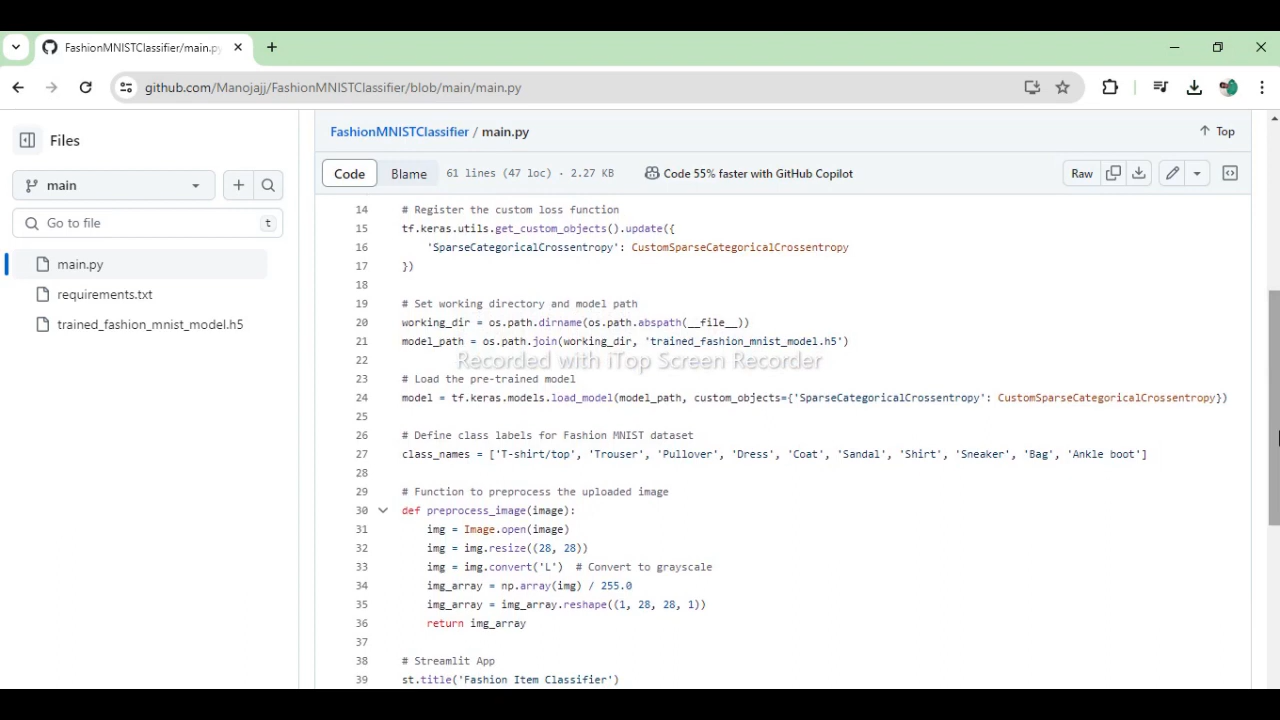 FashionMNISTClassifier/main.py
github.com/Manojajj/FashionMNISTClassifier/blob/main/main.py
Files
main
Go to file
t
main.py
requirements.txt
trained_fashion_mnist_model.h5
FashionMNISTClassifier / main.py
Top
Code Blame 61 lines (47 loc) · 2.27 KB Code 55% faster with GitHub Copilot Raw
14 # Register the custom loss function
15 tf.keras.utils.get_custom_objects().update({
16 'SparseCategoricalCrossentropy': CustomSparseCategoricalCrossentropy
17 })
18
19 # Set working directory and model path
20 working_dir = os.path.dirname(os.path.abspath(__file__))
21 model_path = os.path.join(working_dir, 'trained_fashion_mnist_model.h5')
22
Recorded with iTop Screen Recorder
23 # Load the pre-trained model
24 model = tf.keras.models.load_model(model_path, custom_objects={'SparseCategoricalCrossentropy': CustomSparseCategoricalCrossentropy})
25
26 # Define class labels for Fashion MNIST dataset
27 class_names = ['T-shirt/top', 'Trouser', 'Pullover', 'Dress', 'Coat', 'Sandal', 'Shirt', 'Sneaker', 'Bag', 'Ankle boot']
28
29 # Function to preprocess the uploaded image
30 def preprocess_image(image):
31 img = Image.open(image)
32 img = img.resize((28, 28))
33 img = img.convert('L') # Convert to grayscale
34 img_array = np.array(img) / 255.0
35 img_array = img_array.reshape((1, 28, 28, 1))
36 return img_array
37
38 # Streamlit App
39 st.title('Fashion Item Classifier')